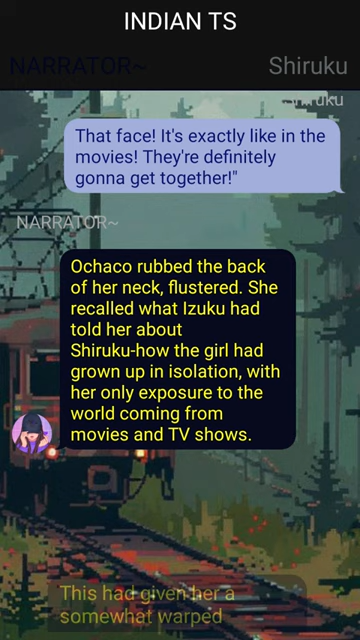 INDIAN TS
NARRATOR~
Shiruku
Shiruku
That face! It's exactly like in the
movies! They're definitely
gonna get together!"
NARRATOR~
Ochaco rubbed the back
of her neck, flustered. She
recalled what Izuku had
told her about
Shiruku-how the girl had
grown up in isolation, with
her only exposure to the
world coming from
movies and TV shows.
This had given her a
somewhat warped